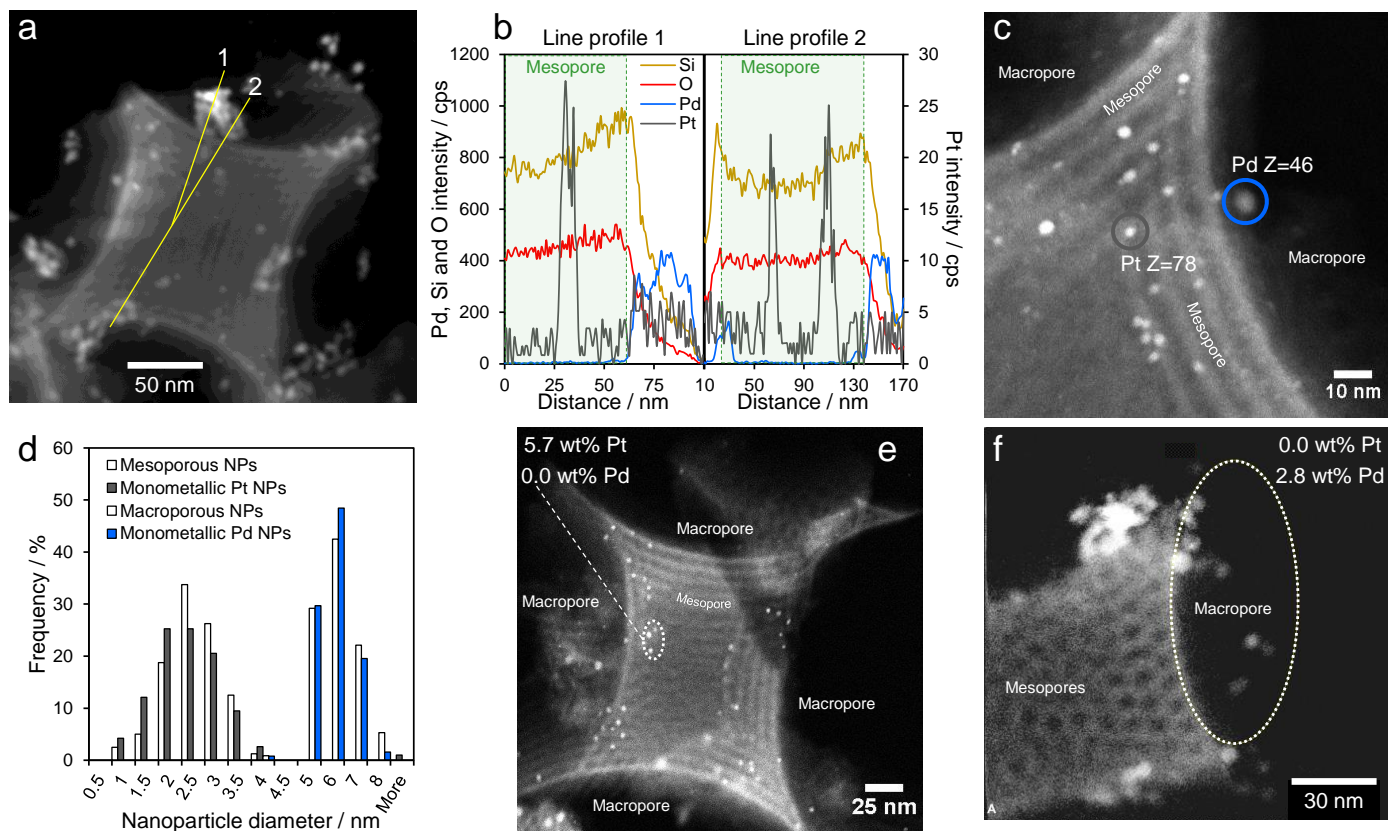 a
1
2
50 nm
b
Line profile 1
Line profile 2
1200
1000
800
600
400
200
0
Pd, Si and O intensity / cps
Mesopore
Mesopore
Si
O
Pd
Pt
30
25
20
15
10
5
0
Pt intensity / cps
0
25
50
75
10
50
90
130
170
Distance / nm
Distance / nm
c
Macropore
Mesopore
Pd Z=46
Pt Z=78
Macropore
Mesopore
10 nm
d
60
50
40
30
20
10
0
Frequency / %
Mesoporous NPs
Monometallic Pt NPs
Macroporous NPs
Monometallic Pd NPs
0.5
1
1.5
2
2.5
3
3.5
4
4.5
5
6
7
8
More
Nanoparticle diameter / nm
5.7 wt% Pt
0.0 wt% Pd
e
Macropore
Macropore
Mesopore
Macropore
Macropore
25 nm
f
0.0 wt% Pt
2.8 wt% Pd
Macropore
Mesopores
A
30 nm